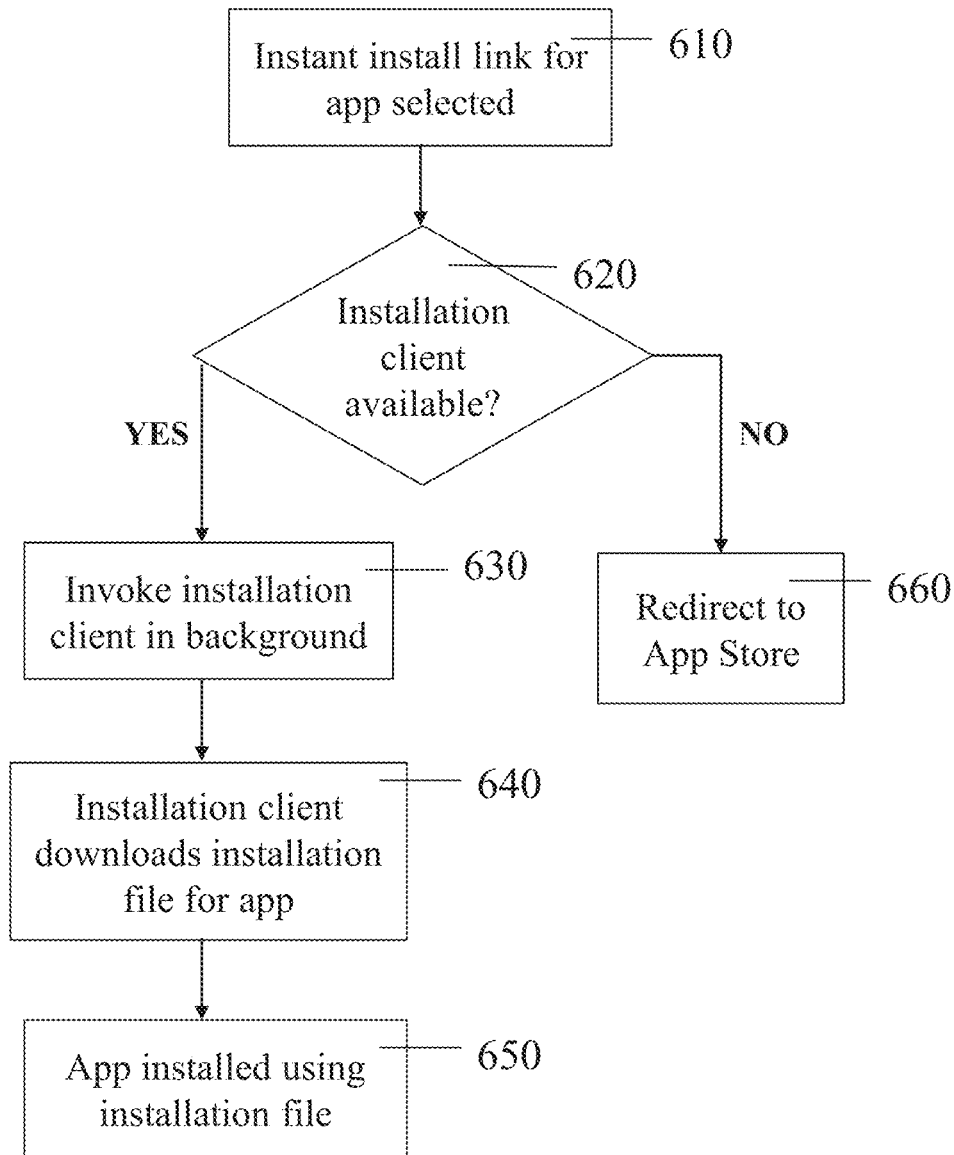 Instant install link for
app selected
610
620
Installation
client
available?
YES
NO
Invoke installation
client in background
630
Redirect to
App Store
660
Installation client
downloads installation
file for app
640
App installed using
installation file
650